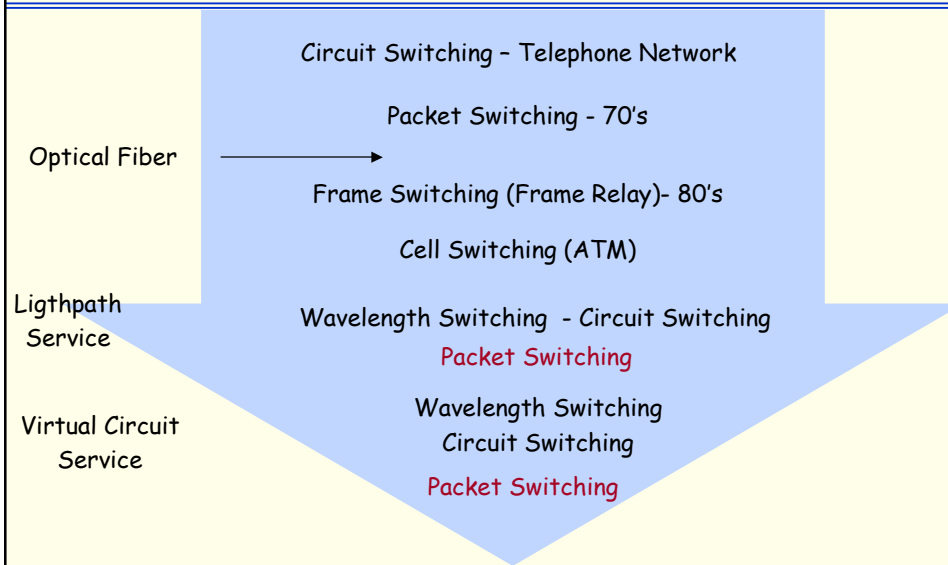 Circuit Switching – Telephone Network
Packet Switching - 70's
Optical Fiber
Frame Switching (Frame Relay)- 80's
Cell Switching (ATM)
Ligthpath
Service
Wavelength Switching - Circuit Switching
Packet Switching
Virtual Circuit
Service
Wavelength Switching
Circuit Switching
Packet Switching